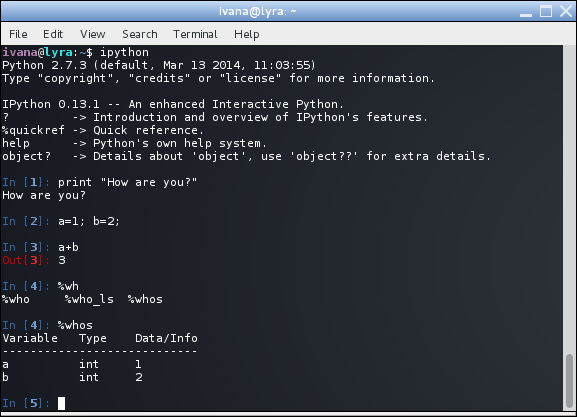 ivana@lyra: ~
File Edit View Search Terminal Help
ivana@lyra:~$ ipython
Python 2.7.3 (default, Mar 13 2014, 11:03:55)
Type "copyright", "credits" or "license" for more information.
IPython 0.13.1 -- An enhanced Interactive Python.
?         -> Introduction and overview of IPython's features.
%quickref -> Quick reference.
help      -> Python's own help system.
object?   -> Details about 'object', use 'object??' for extra details.
In [1]: print "How are you?"
How are you?
In [2]: a=1; b=2;
In [3]: a+b
Out[3]: 3
In [4]: %wh
%who     %who_ls  %whos
In [4]: %whos
Variable   Type    Data/Info
----------------------------
a          int     1
b          int     2
In [5]: